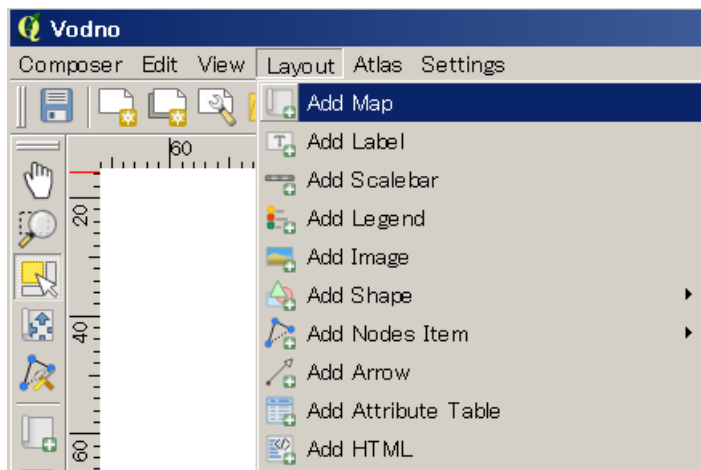 Vodno
Composer Edit View Layout Atlas Settings
Add Map
Add Label
Add Scalebar
Add Legend
Add Image
Add Shape
Add Nodes Item
Add Arrow
Add Attribute Table
Add HTML
60
20
40
60